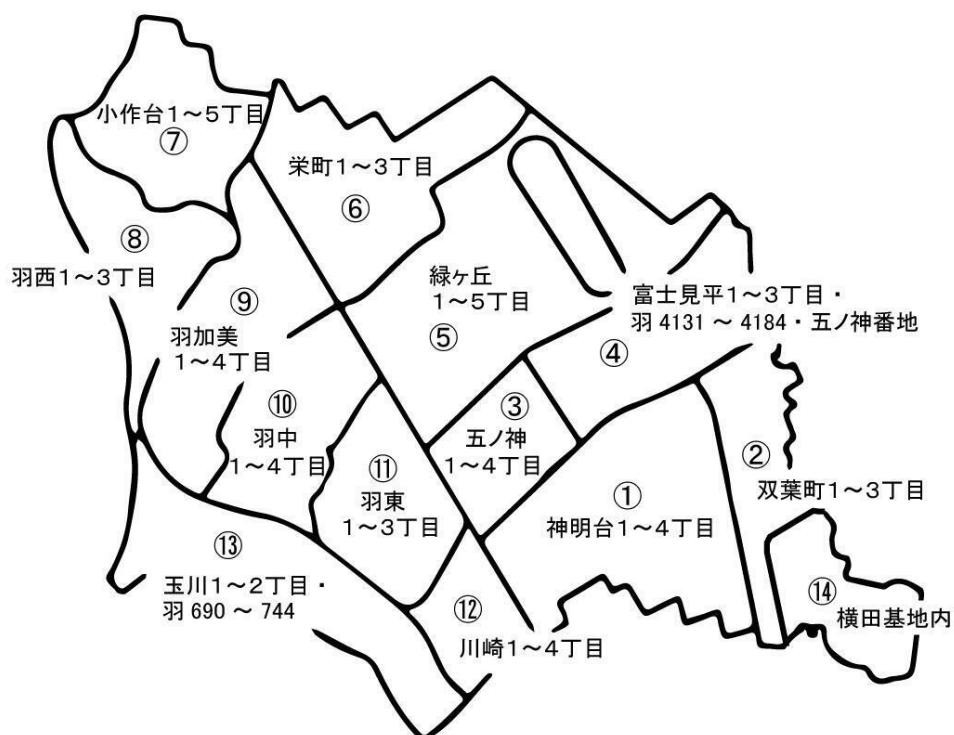 小作台1～5丁目
⑦
栄町1～3丁目
⑥
⑧
羽西1～3丁目
緑ヶ丘
1～5丁目
⑤
富士見平1～3丁目・
羽 4131 ～ 4184・五ノ神番地
④
⑨
羽加美
1～4丁目
⑩
羽中
1～4丁目
③
五ノ神
1～4丁目
⑪
羽東
1～3丁目
②
双葉町1～3丁目
①
神明台1～4丁目
⑬
玉川1～2丁目・
羽 690 ～ 744
⑫
川崎1～4丁目
⑭
横田基地内